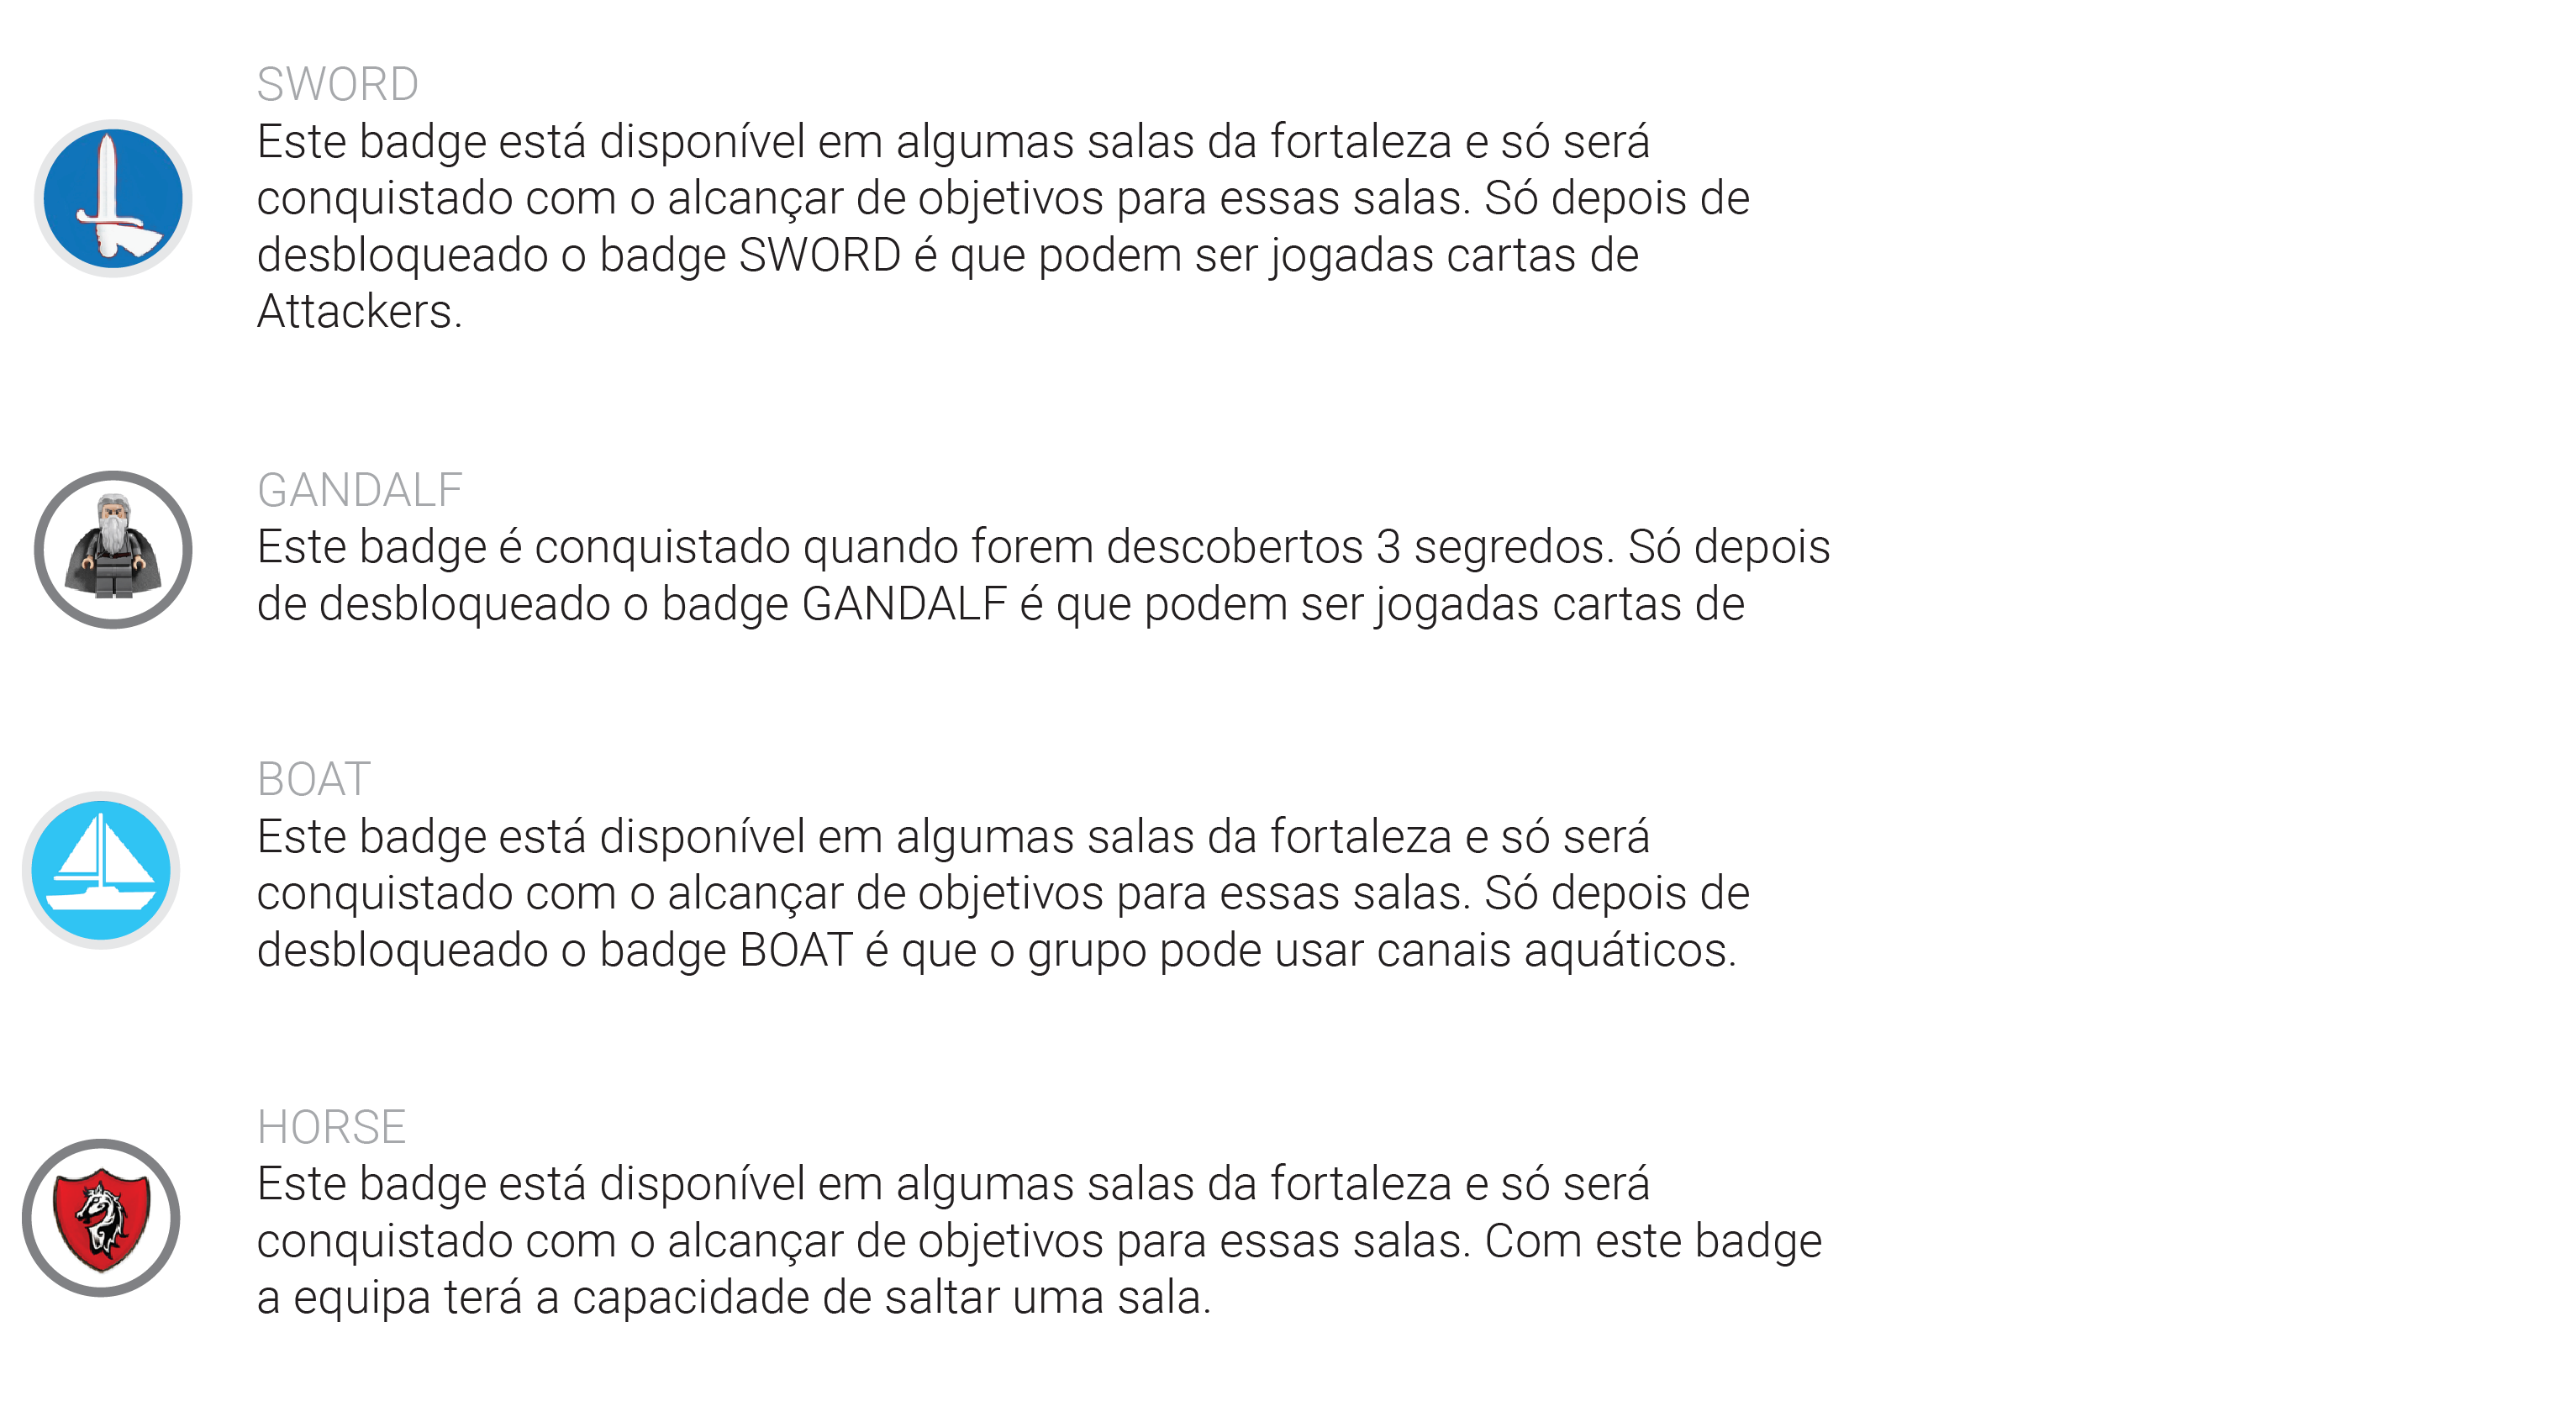 SWORD
Este badge está disponível em algumas salas da fortaleza e só será
conquistado com o alcançar de objetivos para essas salas. Só depois de
desbloqueado o badge SWORD é que podem ser jogadas cartas de
Attackers.
GANDALF
Este badge é conquistado quando forem descobertos 3 segredos. Só depois
de desbloqueado o badge GANDALF é que podem ser jogadas cartas de
BOAT
Este badge está disponível em algumas salas da fortaleza e só será
conquistado com o alcançar de objetivos para essas salas. Só depois de
desbloqueado o badge BOAT é que o grupo pode usar canais aquáticos.
HORSE
Este badge está disponível em algumas salas da fortaleza e só será
conquistado com o alcançar de objetivos para essas salas. Com este badge
a equipa terá a capacidade de saltar uma sala.